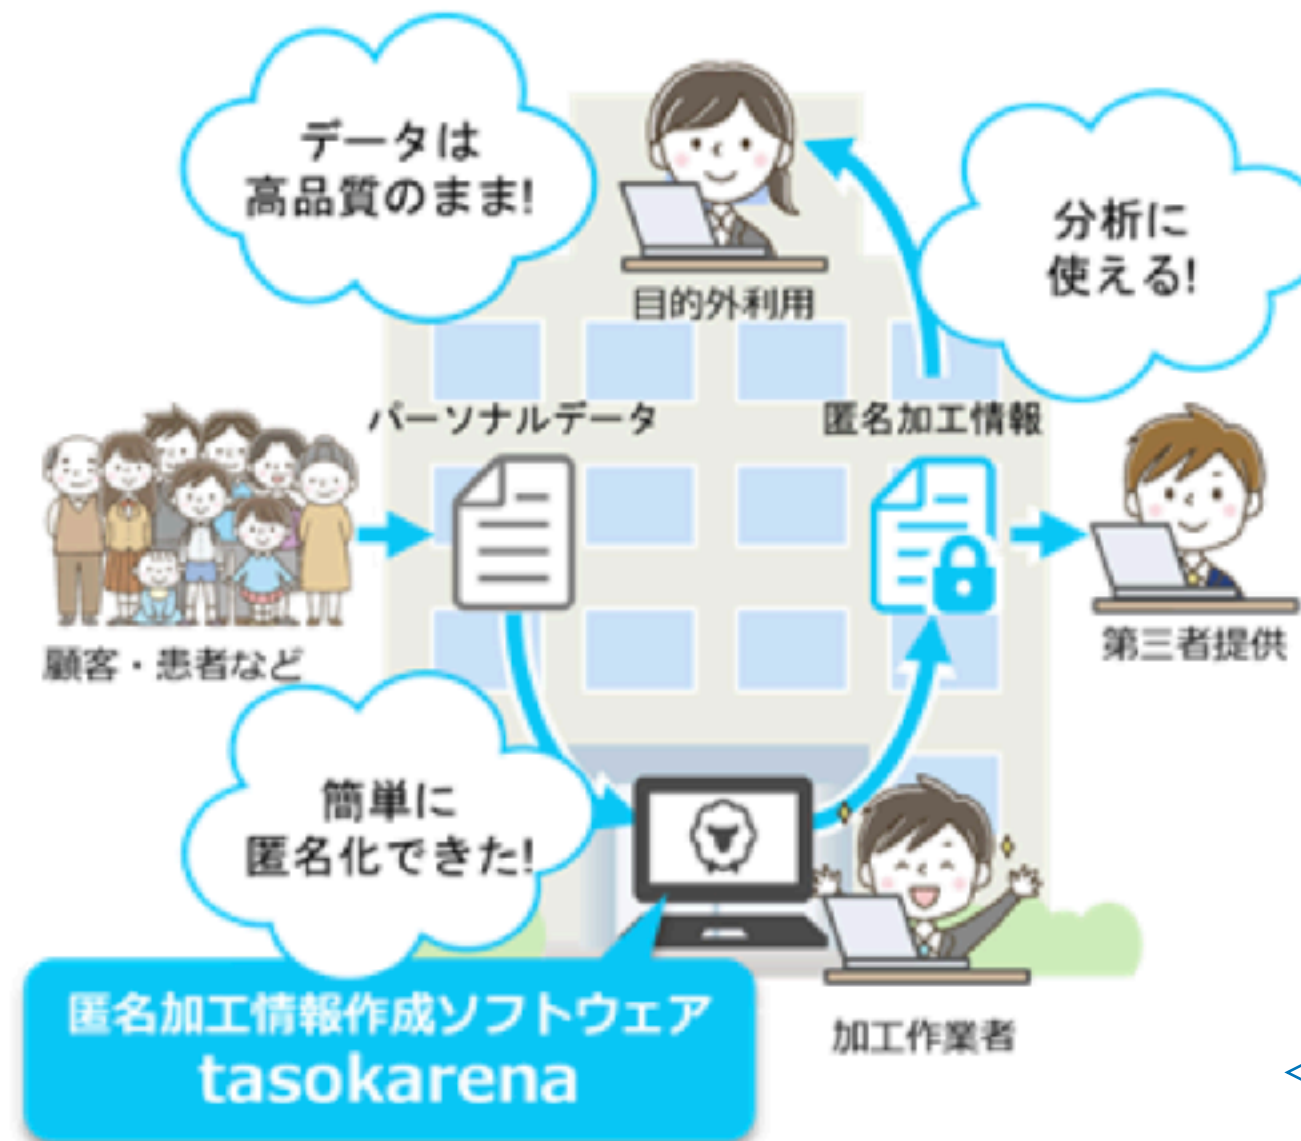 データは
高品質のまま!
分析に
使える!
目的外利用
パーソナルデータ
匿名加工情報
顧客・患者など
第三者提供
簡単に
匿名化できた!
匿名加工情報作成ソフトウェア
tasokarena
加工作業者
<